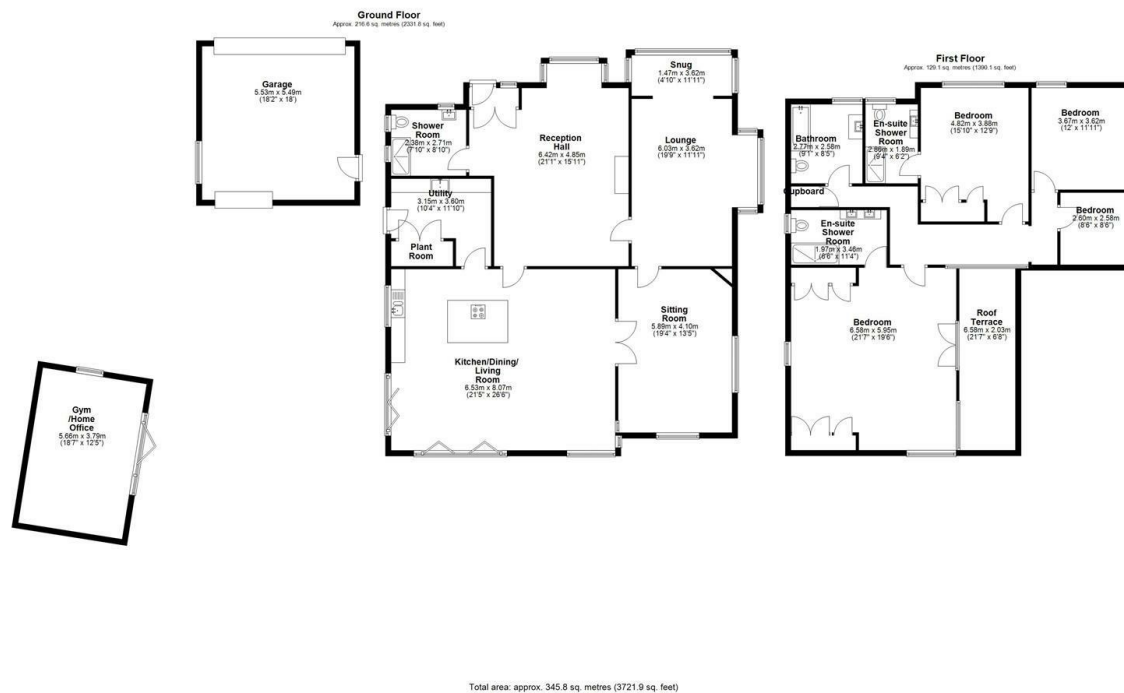 Ground Floor
Approx. 216.6 sq. metres (2331.8 sq. feet)
Garage
5.53m x 5.49m
(18'2" x 18')
Snug
1.47m x 3.62m
(4'10" x 11'11")
Shower
Room
2.38m x 2.71m
(7'10" x 8'10")
Reception
Hall
6.42m x 4.85m
(21'1" x 15'11")
Lounge
6.03m x 3.62m
(19'9" x 11'11")
Utility
3.15m x 3.60m
(10'4" x 11'10")
Plant
Room
Kitchen/Dining/
Living
Room
6.53m x 8.07m
(21'5" x 26'6")
Sitting
Room
5.89m x 4.10m
(19'4" x 13'5")
Gym
/Home
Office
5.66m x 3.79m
(18'7" x 12'5")
First Floor
Approx. 129.1 sq. metres (1390.1 sq. feet)
Bathroom
2.77m x 2.58m
(9'1" x 8'5")
En-suite
Shower
Room
2.86m x 1.89m
(9'4" x 6'2")
Bedroom
4.82m x 3.88m
(15'10" x 12'9")
Bedroom
3.67m x 3.62m
(12' x 11'11")
Cupboard
En-suite
Shower
Room
1.97m x 3.46m
(6'6" x 11'4")
Bedroom
2.60m x 2.58m
(8'6" x 8'6")
Bedroom
6.58m x 5.95m
(21'7" x 19'6")
Roof
Terrace
6.58m x 2.03m
(21'7" x 6'8")
Total area: approx. 345.8 sq. metres (3721.9 sq. feet)